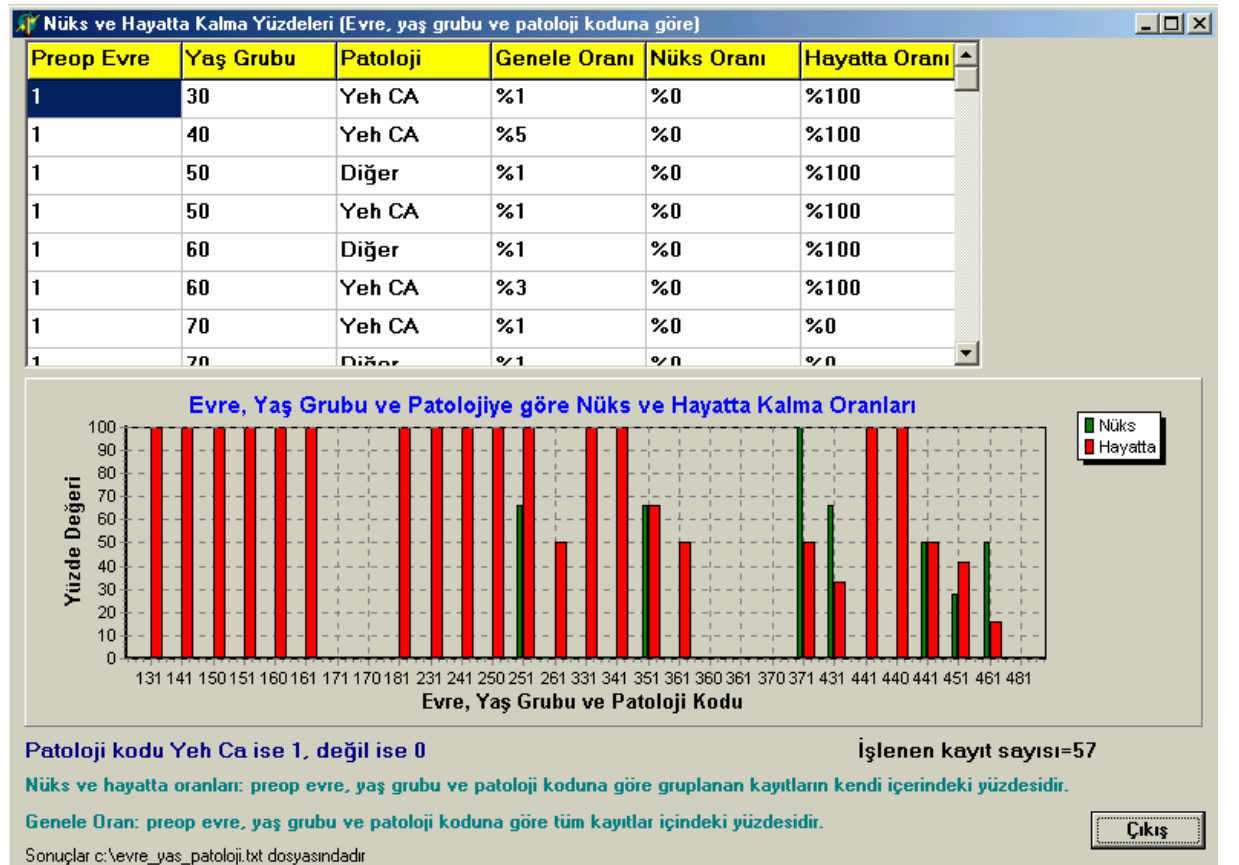 Nüks ve Hayatta Kalma Yüzdeleri (Evre, yaş grubu ve patoloji koduna göre)
Preop Evre Yaş Grubu Patoloji Genele Oranı Nüks Oranı Hayatta Oranı
1 30 Yeh CA %1 %0 %100
1 40 Yeh CA %5 %0 %100
1 50 Diğer %1 %0 %100
1 50 Yeh CA %1 %0 %100
1 60 Diğer %1 %0 %100
1 60 Yeh CA %3 %0 %100
1 70 Yeh CA %1 %0 %0
1 70 Diğer %1 %0 %0
Evre, Yaş Grubu ve Patolojiye göre Nüks ve Hayatta Kalma Oranları
Nüks
Hayatta
Yüzde Değeri
100
90
80
70
60
50
40
30
20
10
0
131 141 150 151 160 161 171 170 181 231 241 250 251 261 331 341 351 361 360 361 370 371 431 441 440 441 451 461 481
Evre, Yaş Grubu ve Patoloji Kodu
Patoloji kodu Yeh Ca ise 1, değil ise 0 İşlenen kayıt sayısı=57
Nüks ve hayatta oranları: preop evre, yaş grubu ve patoloji koduna göre gruplanan kayıtların kendi içerindeki yüzdesidir.
Genele Oran: preop evre, yaş grubu ve patoloji koduna göre tüm kayıtlar içindeki yüzdesidir.
Çıkış
Sonuçlar c:\evre_yas_patoloji.txt dosyasındadır